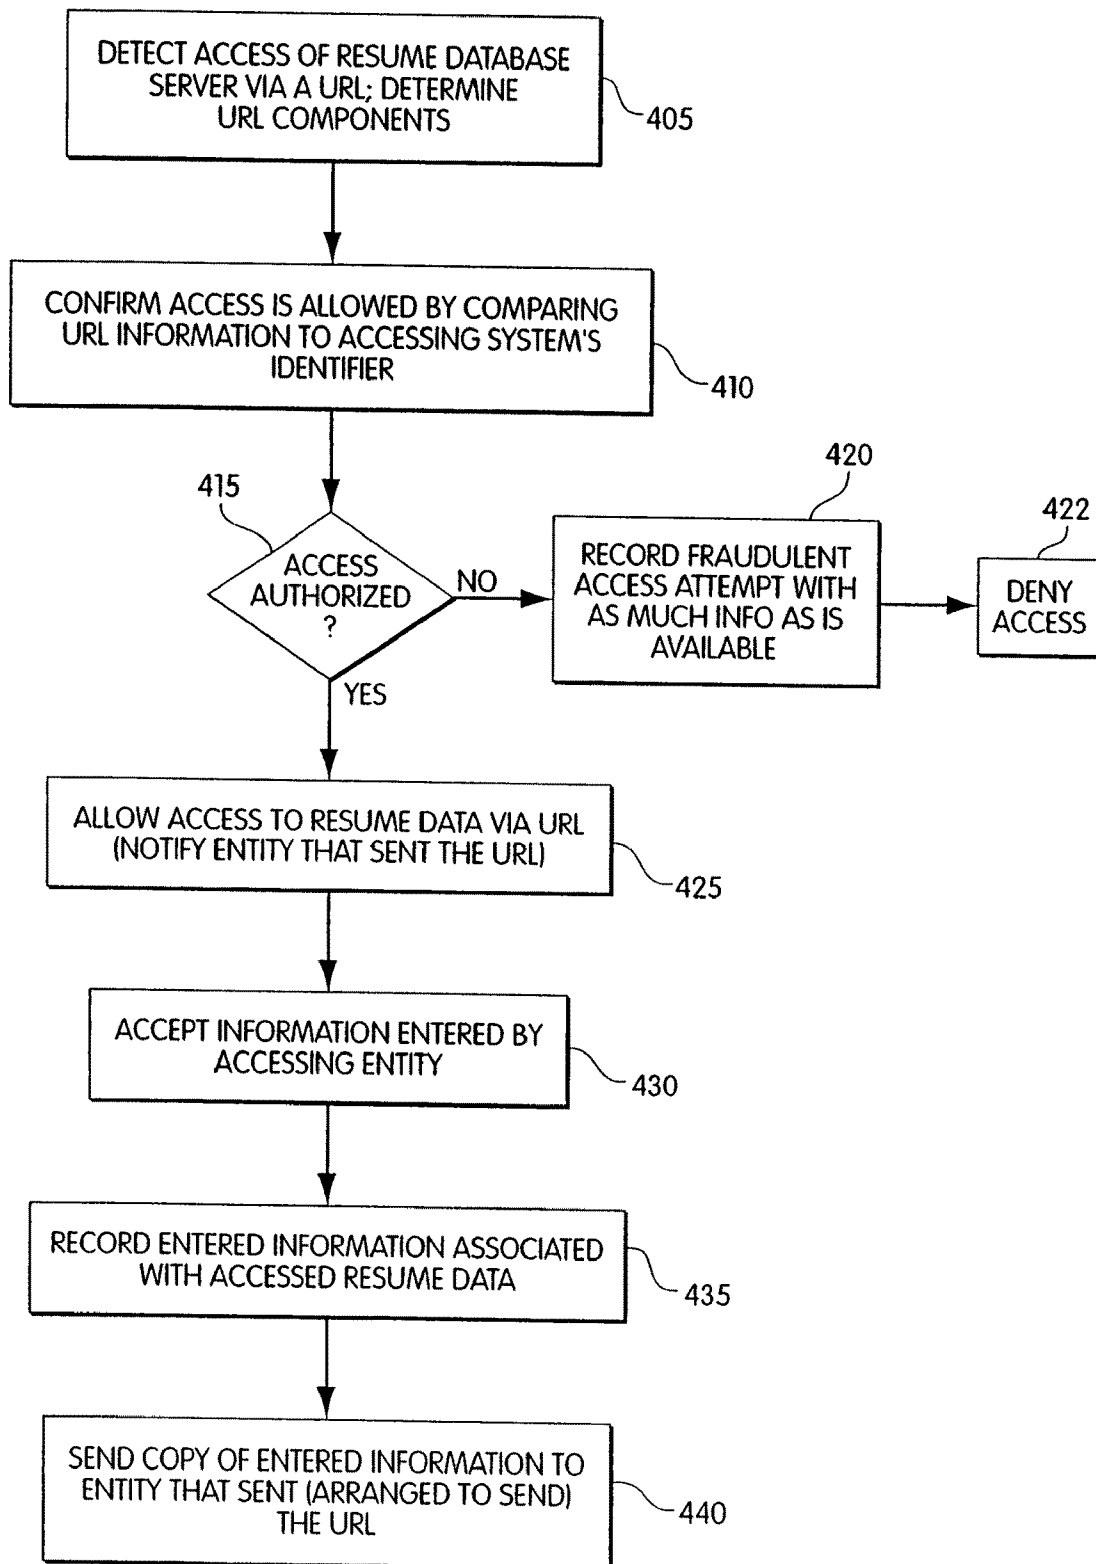 DETECT ACCESS OF RESUME DATABASE
SERVER VIA A URL; DETERMINE
URL COMPONENTS
405
CONFIRM ACCESS IS ALLOWED BY COMPARING
URL INFORMATION TO ACCESSING SYSTEM'S
IDENTIFIER
410
415
ACCESS
AUTHORIZED
?
NO
YES
420
RECORD FRAUDULENT
ACCESS ATTEMPT WITH
AS MUCH INFO AS IS
AVAILABLE
422
DENY
ACCESS
ALLOW ACCESS TO RESUME DATA VIA URL
(NOTIFY ENTITY THAT SENT THE URL)
425
ACCEPT INFORMATION ENTERED BY
ACCESSING ENTITY
430
RECORD ENTERED INFORMATION ASSOCIATED
WITH ACCESSED RESUME DATA
435
SEND COPY OF ENTERED INFORMATION TO
ENTITY THAT SENT (ARRANGED TO SEND)
THE URL
440